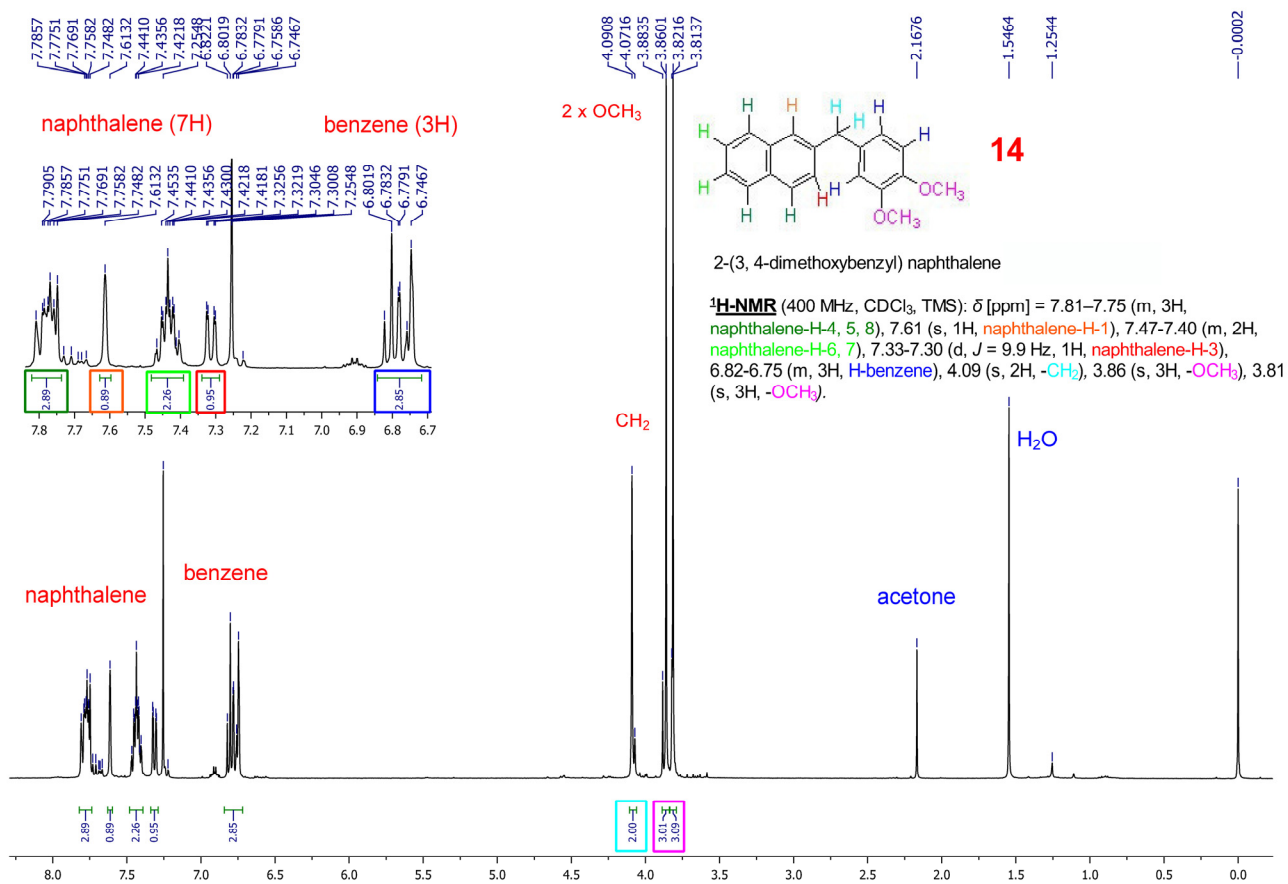 7.7857
7.7751
7.7691
7.7582
7.7482
7.6132
7.4410
7.4356
7.4218
7.2548
6.8221
6.8019
6.7832
6.7791
6.7586
6.7467
4.0908
4.0716
3.8835
3.8601
3.8216
3.8137
2.1676
1.5464
1.2544
-0.0002
naphthalene (7H)
benzene (3H)
2 x OCH₃
7.7905
7.7857
7.7751
7.7691
7.7582
7.7482
7.6132
7.4535
7.4410
7.4356
7.4300
7.4218
7.4181
7.3256
7.3219
7.3046
7.3008
7.2548
6.8019
6.7832
6.7791
6.7467
H
H
H
H
H
H
H
H
H
H
H
H
OCH₃
OCH₃
14
2-(3, 4-dimethoxybenzyl) naphthalene
¹H-NMR (400 MHz, CDCl₃, TMS): δ [ppm] = 7.81–7.75 (m, 3H,
naphthalene-H-4, 5, 8), 7.61 (s, 1H, naphthalene-H-1), 7.47-7.40 (m, 2H,
naphthalene-H-6, 7), 7.33-7.30 (d, J = 9.9 Hz, 1H, naphthalene-H-3),
6.82-6.75 (m, 3H, H-benzene), 4.09 (s, 2H, -CH₂), 3.86 (s, 3H, -OCH₃), 3.81
(s, 3H, -OCH₃).
2.89
0.89
2.26
0.95
2.85
7.8 7.7 7.6 7.5 7.4 7.3 7.2 7.1 7.0 6.9 6.8 6.7
CH₂
H₂O
benzene
naphthalene
acetone
2.89
0.89
2.26
0.95
2.85
2.00
3.01
3.09
8.0 7.5 7.0 6.5 6.0 5.5 5.0 4.5 4.0 3.5 3.0 2.5 2.0 1.5 1.0 0.5 0.0